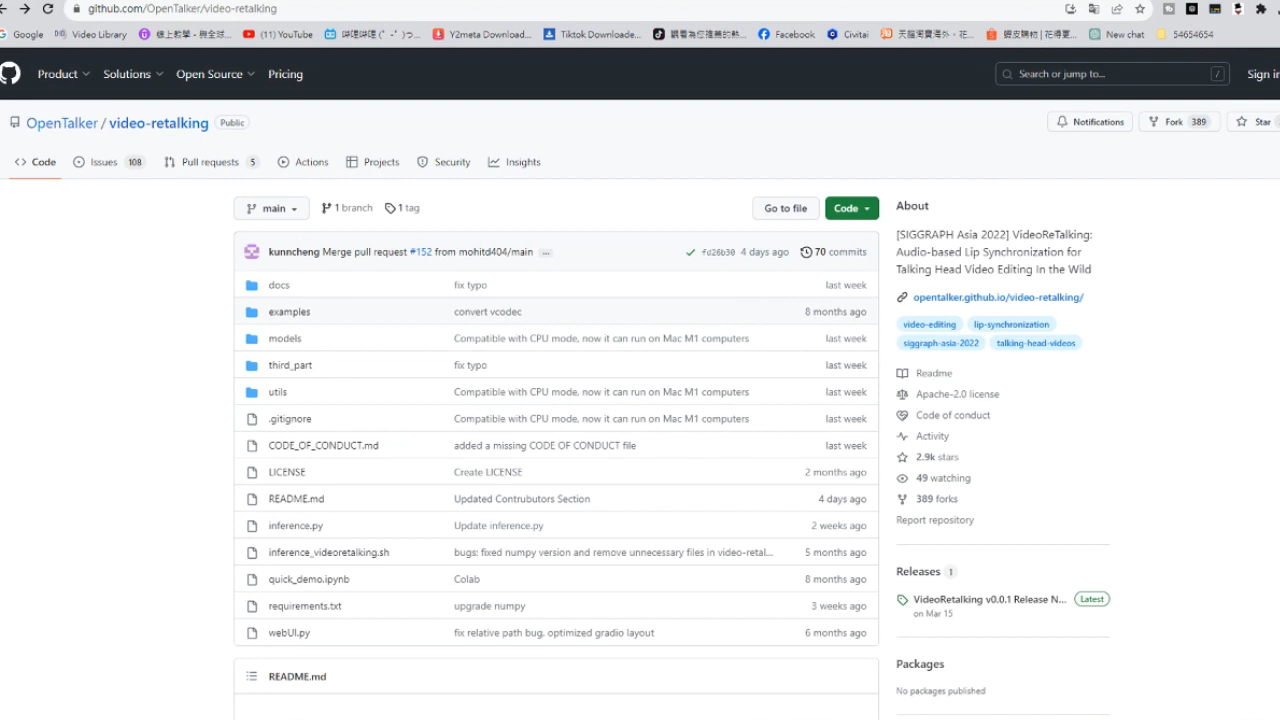 github.com/OpenTalker/video-retalking
Google Video Library 線上教學 (11) YouTube Y2meta Download... Tiktok Downloade... Facebook Civitai New chat 54654654
Product Solutions Open Source Pricing Search or jump to... / Sign in
OpenTalker / video-retalking Public Notifications Fork 389 Star
Code Issues 108 Pull requests 5 Actions Projects Security Insights
main 1 branch 1 tag Go to file Code
kunncheng Merge pull request #152 from mohitd404/main ... fd26b30 4 days ago 70 commits
docs fix typo last week
examples convert vcodec 8 months ago
models Compatible with CPU mode, now it can run on Mac M1 computers last week
third_part fix typo last week
utils Compatible with CPU mode, now it can run on Mac M1 computers last week
.gitignore Compatible with CPU mode, now it can run on Mac M1 computers last week
CODE_OF_CONDUCT.md added a missing CODE OF CONDUCT file last week
LICENSE Create LICENSE 2 months ago
README.md Updated Contrubutors Section 4 days ago
inference.py Update inference.py 2 weeks ago
inference_videoretalking.sh bugs: fixed numpy version and remove unnecessary files in video-retal... 5 months ago
quick_demo.ipynb Colab 8 months ago
requirements.txt upgrade numpy 3 weeks ago
webUI.py fix relative path bug, optimized gradio layout 6 months ago
README.md
About
[SIGGRAPH Asia 2022] VideoReTalking:
Audio-based Lip Synchronization for
Talking Head Video Editing In the Wild
opentalker.github.io/video-retalking/
video-editing lip-synchronization
siggraph-asia-2022 talking-head-videos
Readme
Apache-2.0 license
Code of conduct
Activity
2.9k stars
49 watching
389 forks
Report repository
Releases 1
VideoRetalking v0.0.1 Release N... Latest
on Mar 15
Packages
No packages published